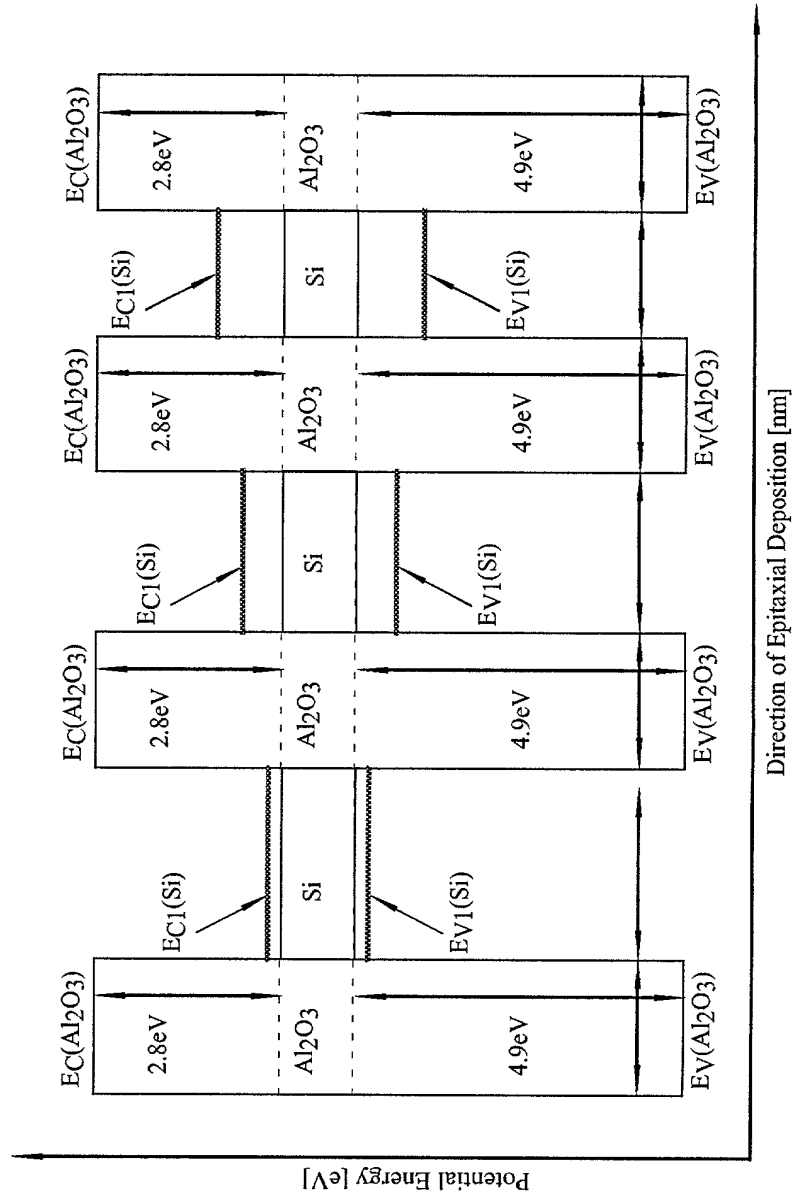 EC(Al2O3)
EC(Al2O3)
EC(Al2O3)
EC(Al2O3)
2.8eV
2.8eV
2.8eV
2.8eV
EC1(Si)
EC1(Si)
EC1(Si)
Al2O3
Si
Al2O3
Si
Al2O3
Si
Al2O3
EV1(Si)
EV1(Si)
EV1(Si)
4.9eV
4.9eV
4.9eV
4.9eV
EV(Al2O3)
EV(Al2O3)
EV(Al2O3)
EV(Al2O3)
Potential Energy [eV]
Direction of Epitaxial Deposition [nm]